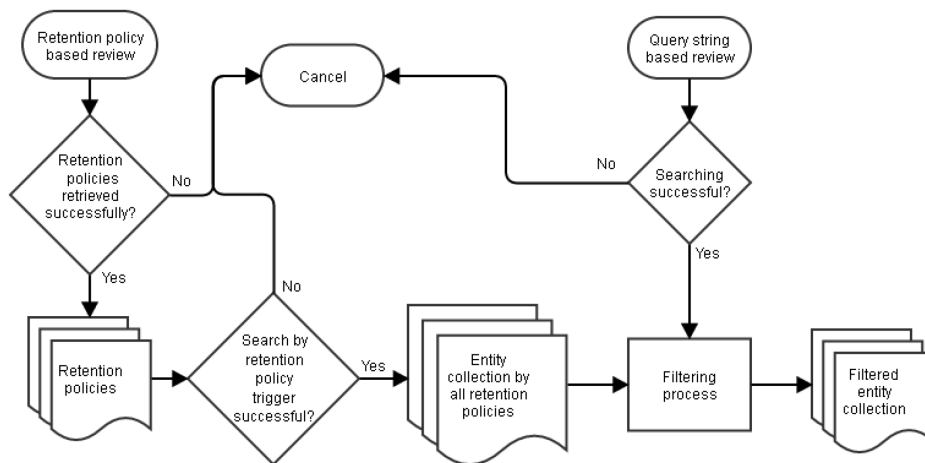 Retention policy
based review
Cancel
Query string
based review
Retention
policies
retrieved
successfully?
No
No
Searching
successful?
Yes
Yes
No
Retention
policies
Search by
retention
policy
trigger
successful?
Yes
Entity
collection by
all retention
policies
Filtering
process
Filtered
entity
collection